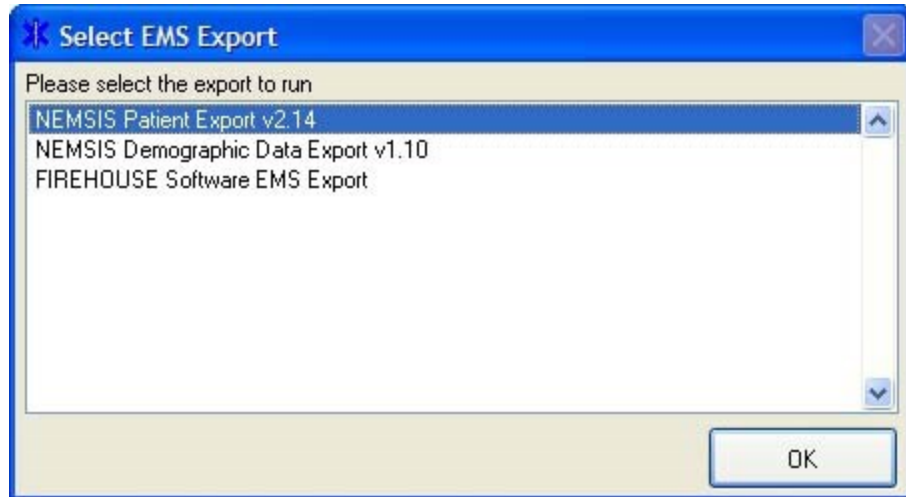 Select EMS Export
Please select the export to run
NEMSIS Patient Export v2.14
NEMSIS Demographic Data Export v1.10
FIREHOUSE Software EMS Export
OK